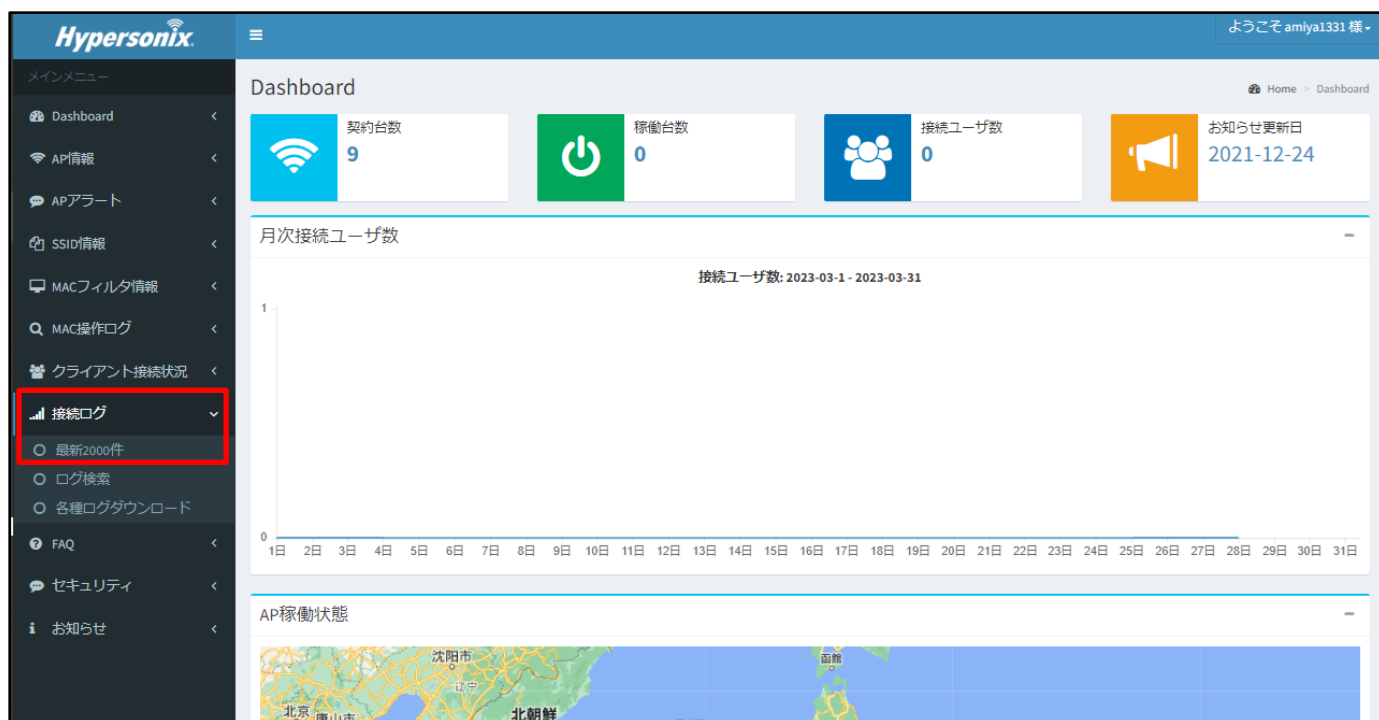 Hypersonix.
ようこそ amiya1331 様
メインメニュー
Dashboard
AP情報
APアラート
SSID情報
MACフィルタ情報
MAC操作ログ
クライアント接続状況
接続ログ
最新2000件
ログ検索
各種ログダウンロード
FAQ
セキュリティ
お知らせ
Dashboard
Home > Dashboard
契約台数
9
稼働台数
0
接続ユーザ数
0
お知らせ更新日
2021-12-24
月次接続ユーザ数
接続ユーザ数: 2023-03-1 - 2023-03-31
1
0
1日 2日 3日 4日 5日 6日 7日 8日 9日 10日 11日 12日 13日 14日 15日 16日 17日 18日 19日 20日 21日 22日 23日 24日 25日 26日 27日 28日 29日 30日 31日
AP稼働状態
沈阳市
辽宁
北京
唐山市
北朝鮮
函館